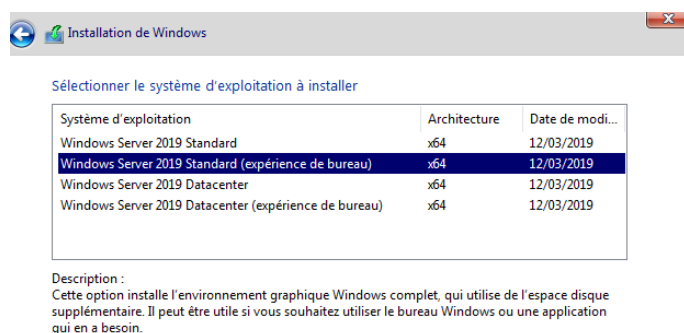 Installation de Windows
Sélectionner le système d'exploitation à installer
Système d'exploitation Architecture Date de modi...
Windows Server 2019 Standard x64 12/03/2019
Windows Server 2019 Standard (expérience de bureau) x64 12/03/2019
Windows Server 2019 Datacenter x64 12/03/2019
Windows Server 2019 Datacenter (expérience de bureau) x64 12/03/2019
Description :
Cette option installe l'environnement graphique Windows complet, qui utilise de l'espace disque
supplémentaire. Il peut être utile si vous souhaitez utiliser le bureau Windows ou une application
qui en a besoin.